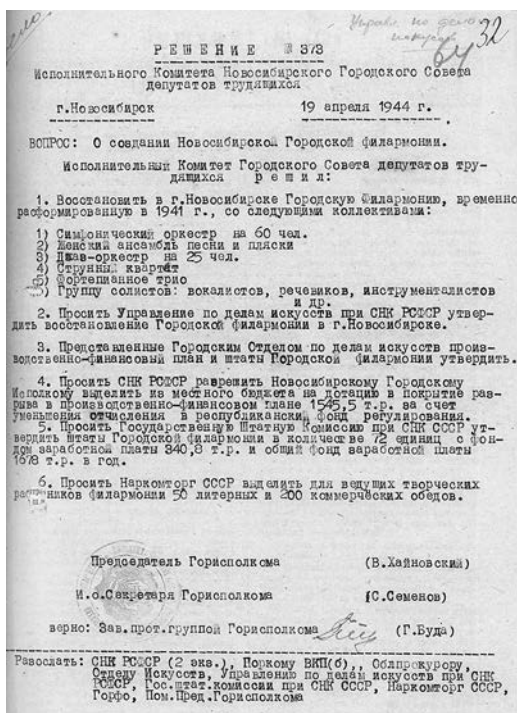 Управл. по делам
искусств
32
64
РЕШЕНИЕ № 373
Исполнительного Комитета Новосибирского Городского Совета
депутатов трудящихся
г.Новосибирск 19 апреля 1944 г.
ВОПРОС: О создании Новосибирской Городской филармонии.
Исполнительный Комитет Городского Совета депутатов тру-
дящихся решил:
1. Восстановить в г.Новосибирске Городскую Филармонию, временно
расформированную в 1941 г., со следующими коллективами:
1) Симфонический оркестр на 60 чел.
2) Женский ансамбль песни и пляски
3) Джаз-оркестр на 25 чел.
4) Струнный квартет
5) Фортепианное трио
Группу солистов: вокалистов, речевиков, инструменталистов
и др.
2. Просить Управление по делам искусств при СНК РСФСР утвер-
дить восстановление Городской филармонии в г.Новосибирске.
3. Представленные Городским Отделом по делам искусств произ-
водственно-финансовый план и штаты Городской филармонии утвердить.
4. Просить СНК РСФСР разрешить Новосибирскому Городскому
Исполкому выделить из местного бюджета на дотацию в покрытие раз-
рыва в производственно-финансовом плане 1545,5 т.р. за счет
уменьшения отчисления в республиканский фонд регулирования.
5. Просить Государственную Штатную Комиссию при СНК СССР ут-
вердить штаты Городской филармонии в количестве 72 единиц с фон-
дом заработной платы 340,8 т.р. и общий фонд заработной платы
1678 т.р. в год.
6. Просить Наркомторг СССР выделить для ведущих творческих
работников филармонии 50 литерных и 200 коммерческих обедов.
Председатель Горисполкома (В.Хайновский)
И.о.Секретаря Горисполкома (С.Семенов)
верно: Зав.прот.группой Горисполкома (Г.Буда)
Разослать: СНК РСФСР (2 экз.), Горкому ВКП(б), Облпрокурору,
Отделу Искусств, Управлению по делам искусств при СНК
РСФСР, Гос.штат.комиссии при СНК СССР, Наркомторг СССР,
Горфо, Пом.Пред.Горисполкома